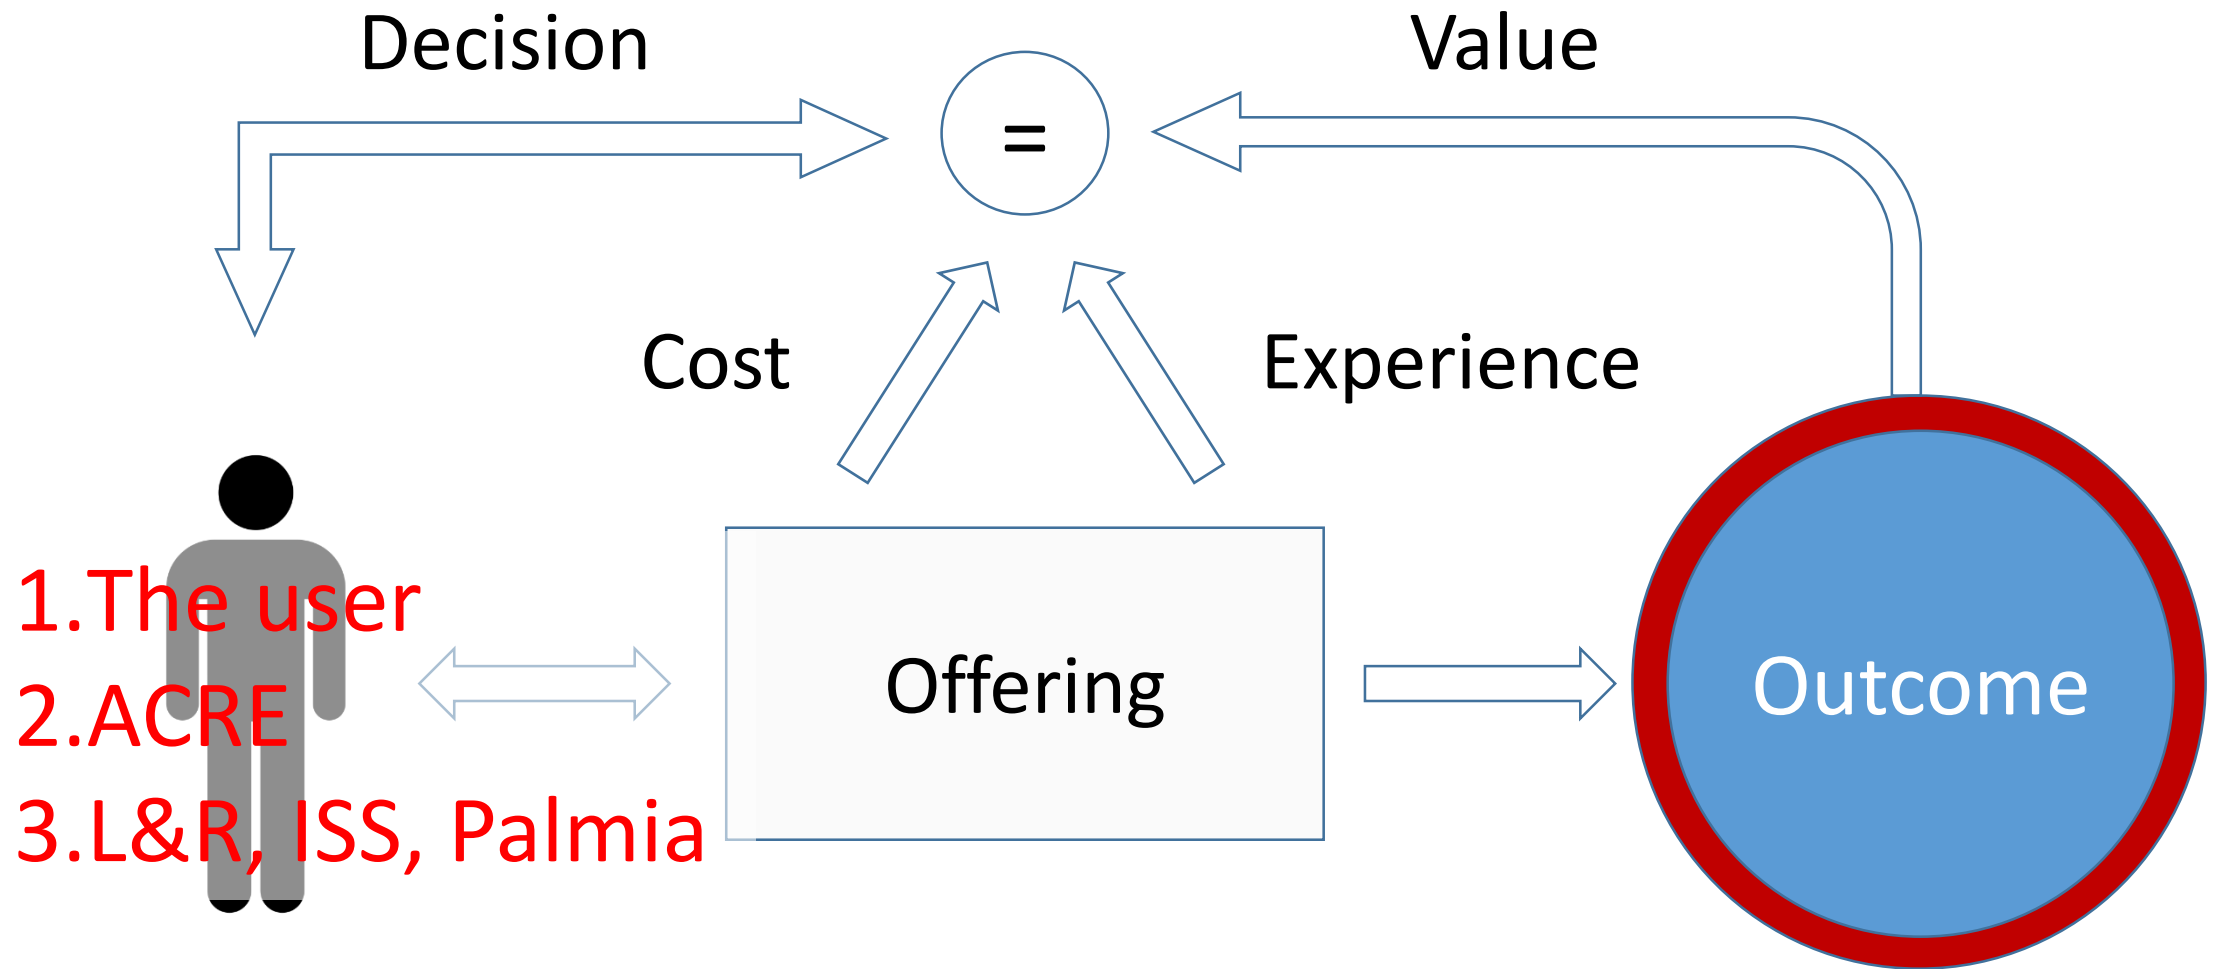 Decision
Value
=
Cost
Experience
1.The user
2.ACRE
3.L&R, ISS, Palmia
Offering
Outcome